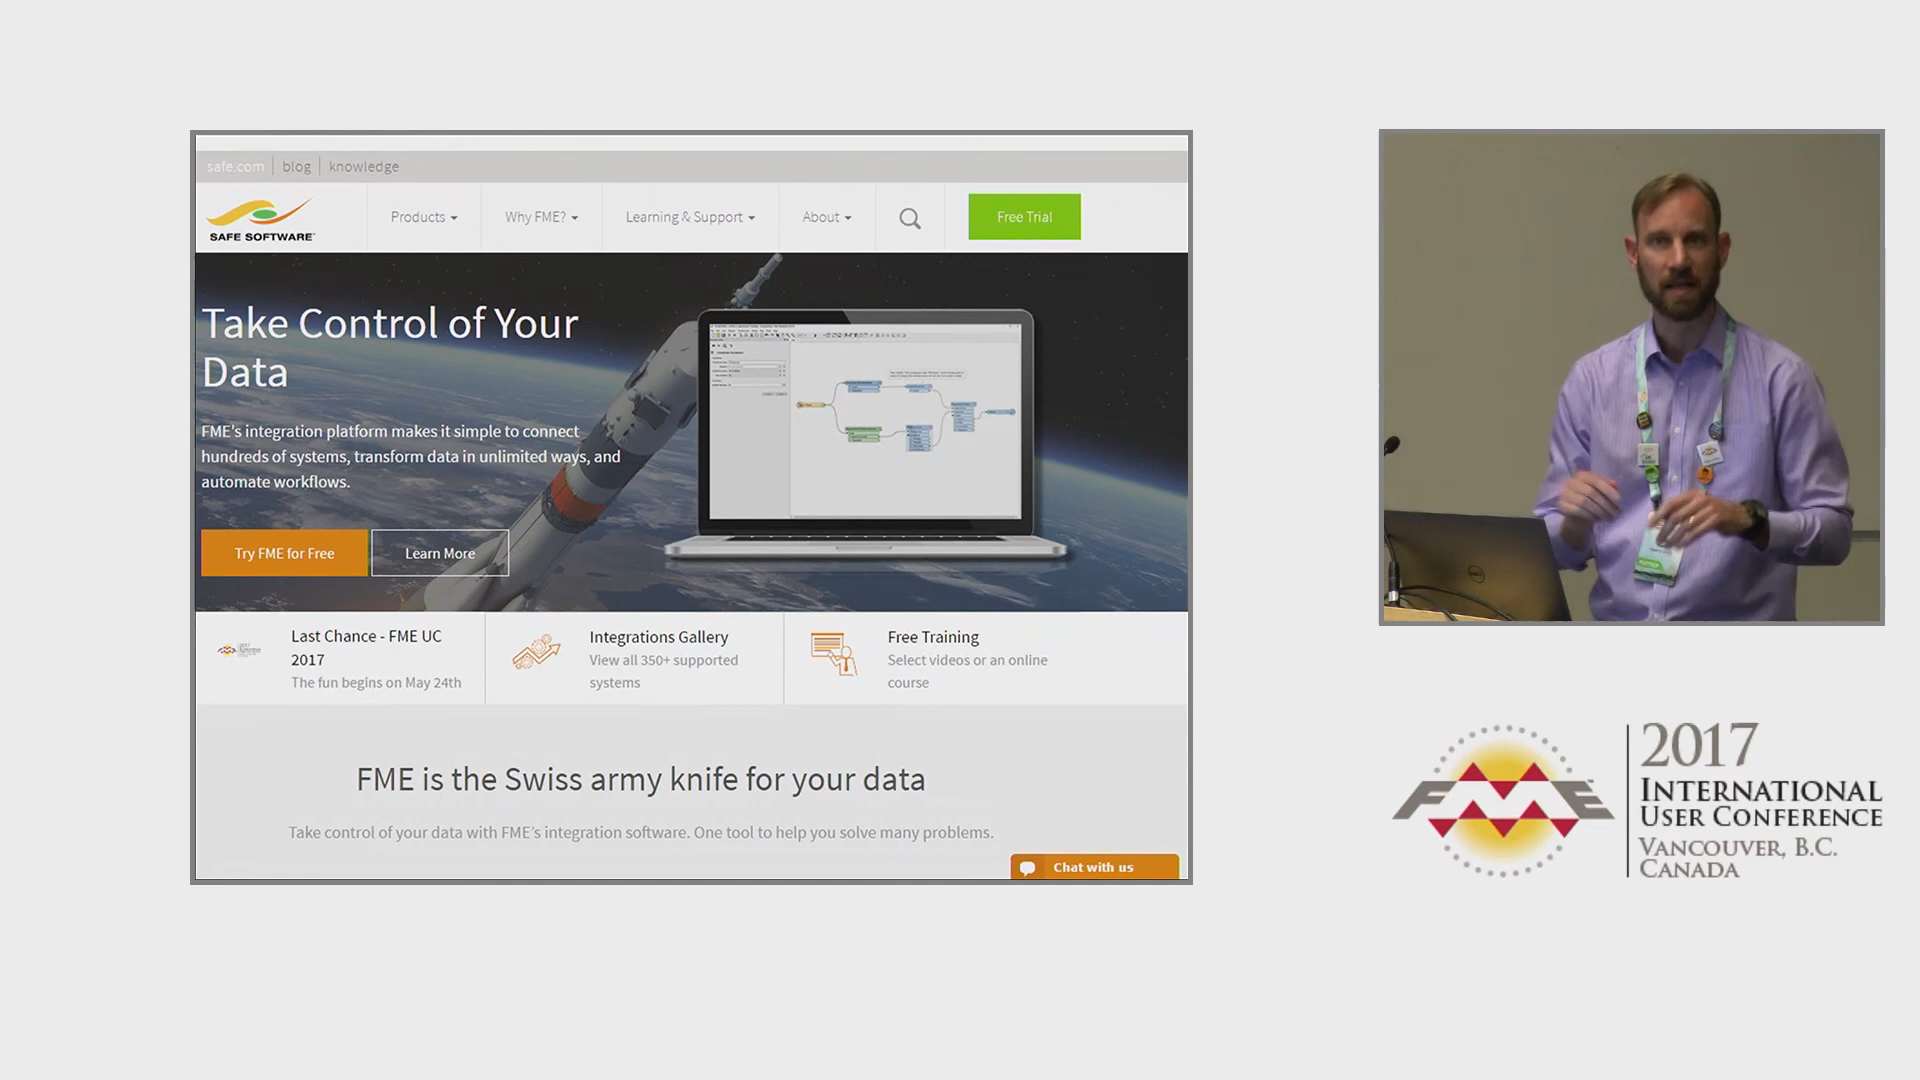 safe.com | blog | knowledge
SAFE SOFTWARE
Products
Why FME?
Learning & Support
About
Free Trial
Take Control of Your
Data
FME's integration platform makes it simple to connect
hundreds of systems, transform data in unlimited ways, and
automate workflows.
Try FME for Free
Learn More
Last Chance - FME UC
2017
The fun begins on May 24th
Integrations Gallery
View all 350+ supported
systems
Free Training
Select videos or an online
course
FME is the Swiss army knife for your data
Take control of your data with FME's integration software. One tool to help you solve many problems.
Chat with us
DELL
FME
2017
INTERNATIONAL
USER CONFERENCE
VANCOUVER, B.C.
CANADA